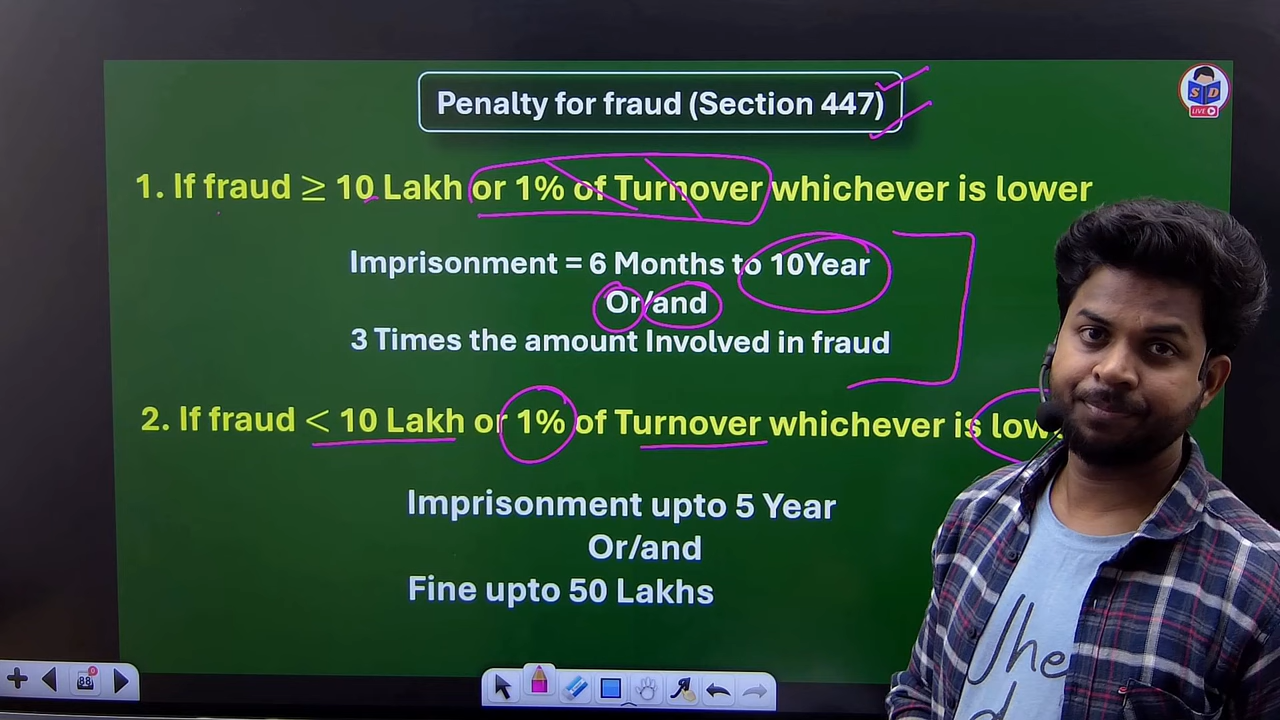 Penalty for fraud (Section 447)
S D
LIVE
1. If fraud ≥ 10 Lakh or 1% of Turnover whichever is lower
Imprisonment = 6 Months to 10Year
Or/and
3 Times the amount Involved in fraud
2. If fraud < 10 Lakh or 1% of Turnover whichever is
Imprisonment upto 5 Year
Or/and
Fine upto 50 Lakhs
88